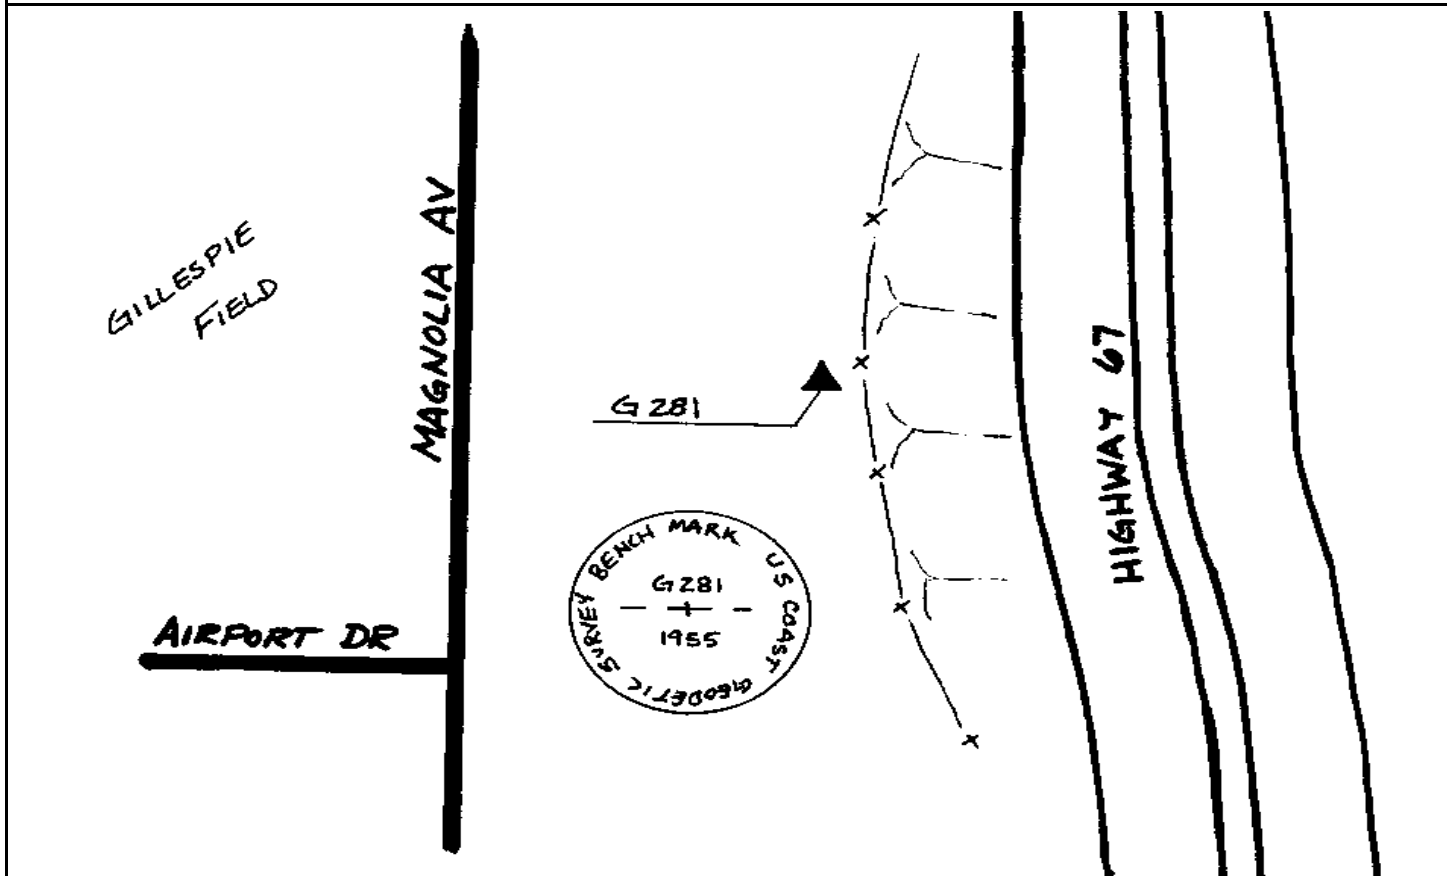 GILLESPIE
FIELD
MAGNOLIA AV
G 281
HIGHWAY 67
SURVEY BENCH MARK US COAST GEODETIC
G281
1955
AIRPORT DR